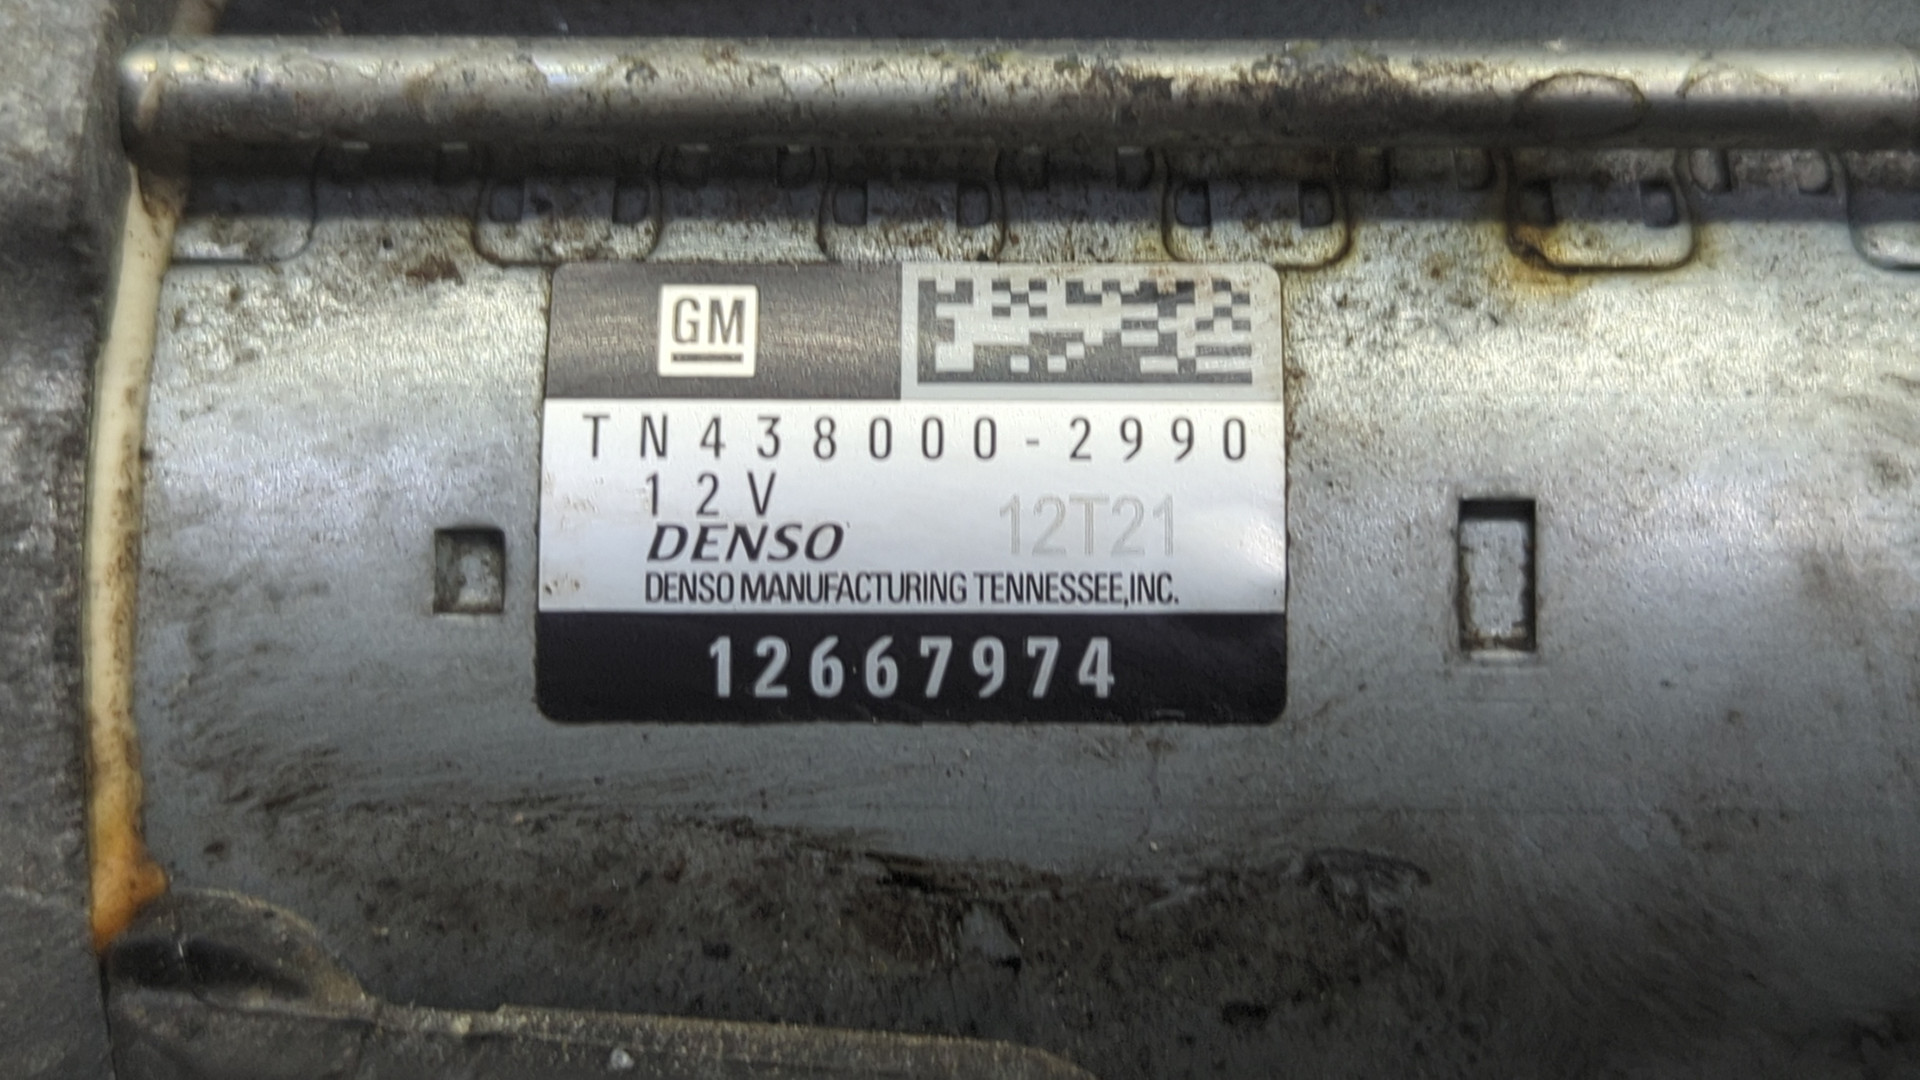 GM
TN438000-2990
12V
DENSO 12T21
DENSO MANUFACTURING TENNESSEE,INC.
12667974